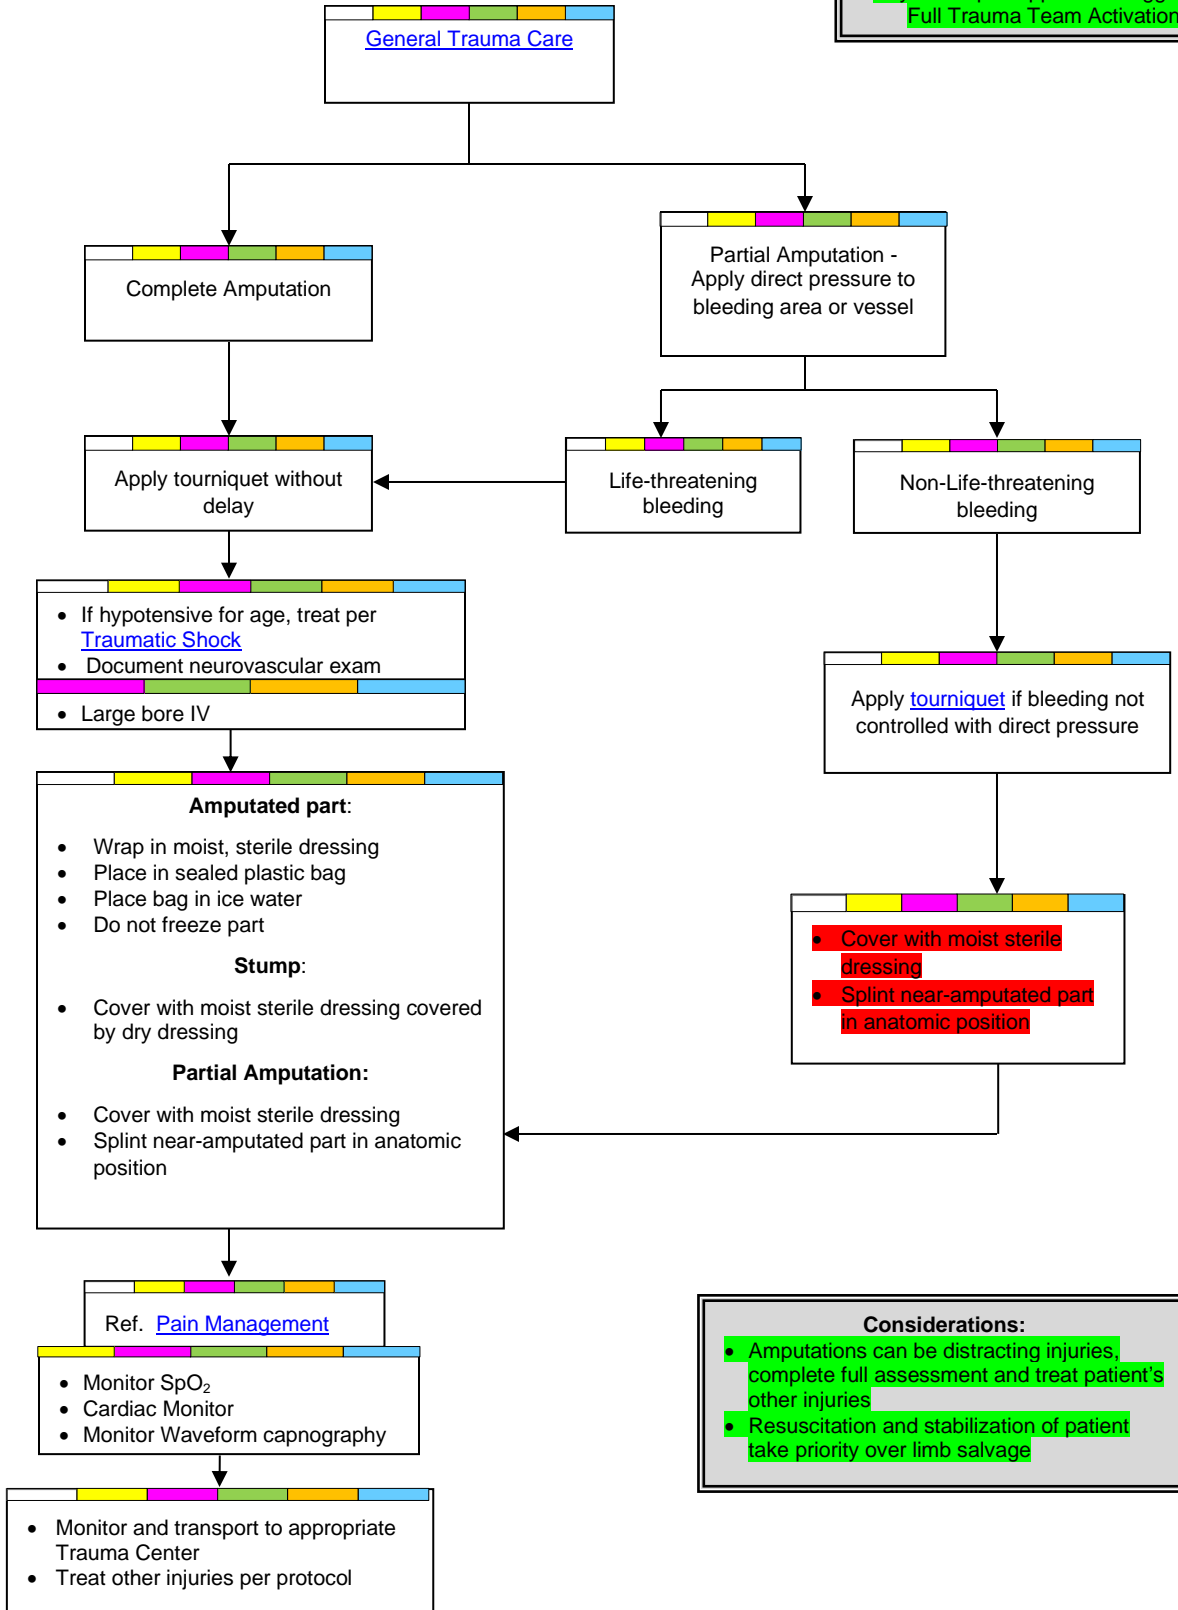 Full Trauma Team Activation
General Trauma Care
Complete Amputation
Partial Amputation -
Apply direct pressure to
bleeding area or vessel
Apply tourniquet without
delay
Life-threatening
bleeding
Non-Life-threatening
bleeding
• If hypotensive for age, treat per
Traumatic Shock
• Document neurovascular exam
• Large bore IV
Apply tourniquet if bleeding not
controlled with direct pressure
Amputated part:
• Wrap in moist, sterile dressing
• Place in sealed plastic bag
• Place bag in ice water
• Do not freeze part
Stump:
• Cover with moist sterile dressing covered
by dry dressing
Partial Amputation:
• Cover with moist sterile dressing
• Splint near-amputated part in anatomic
position
• Cover with moist sterile
dressing
• Splint near-amputated part
in anatomic position
Ref. Pain Management
• Monitor SpO₂
• Cardiac Monitor
• Monitor Waveform capnography
Considerations:
• Amputations can be distracting injuries,
complete full assessment and treat patient's
other injuries
• Resuscitation and stabilization of patient
take priority over limb salvage
• Monitor and transport to appropriate
Trauma Center
• Treat other injuries per protocol